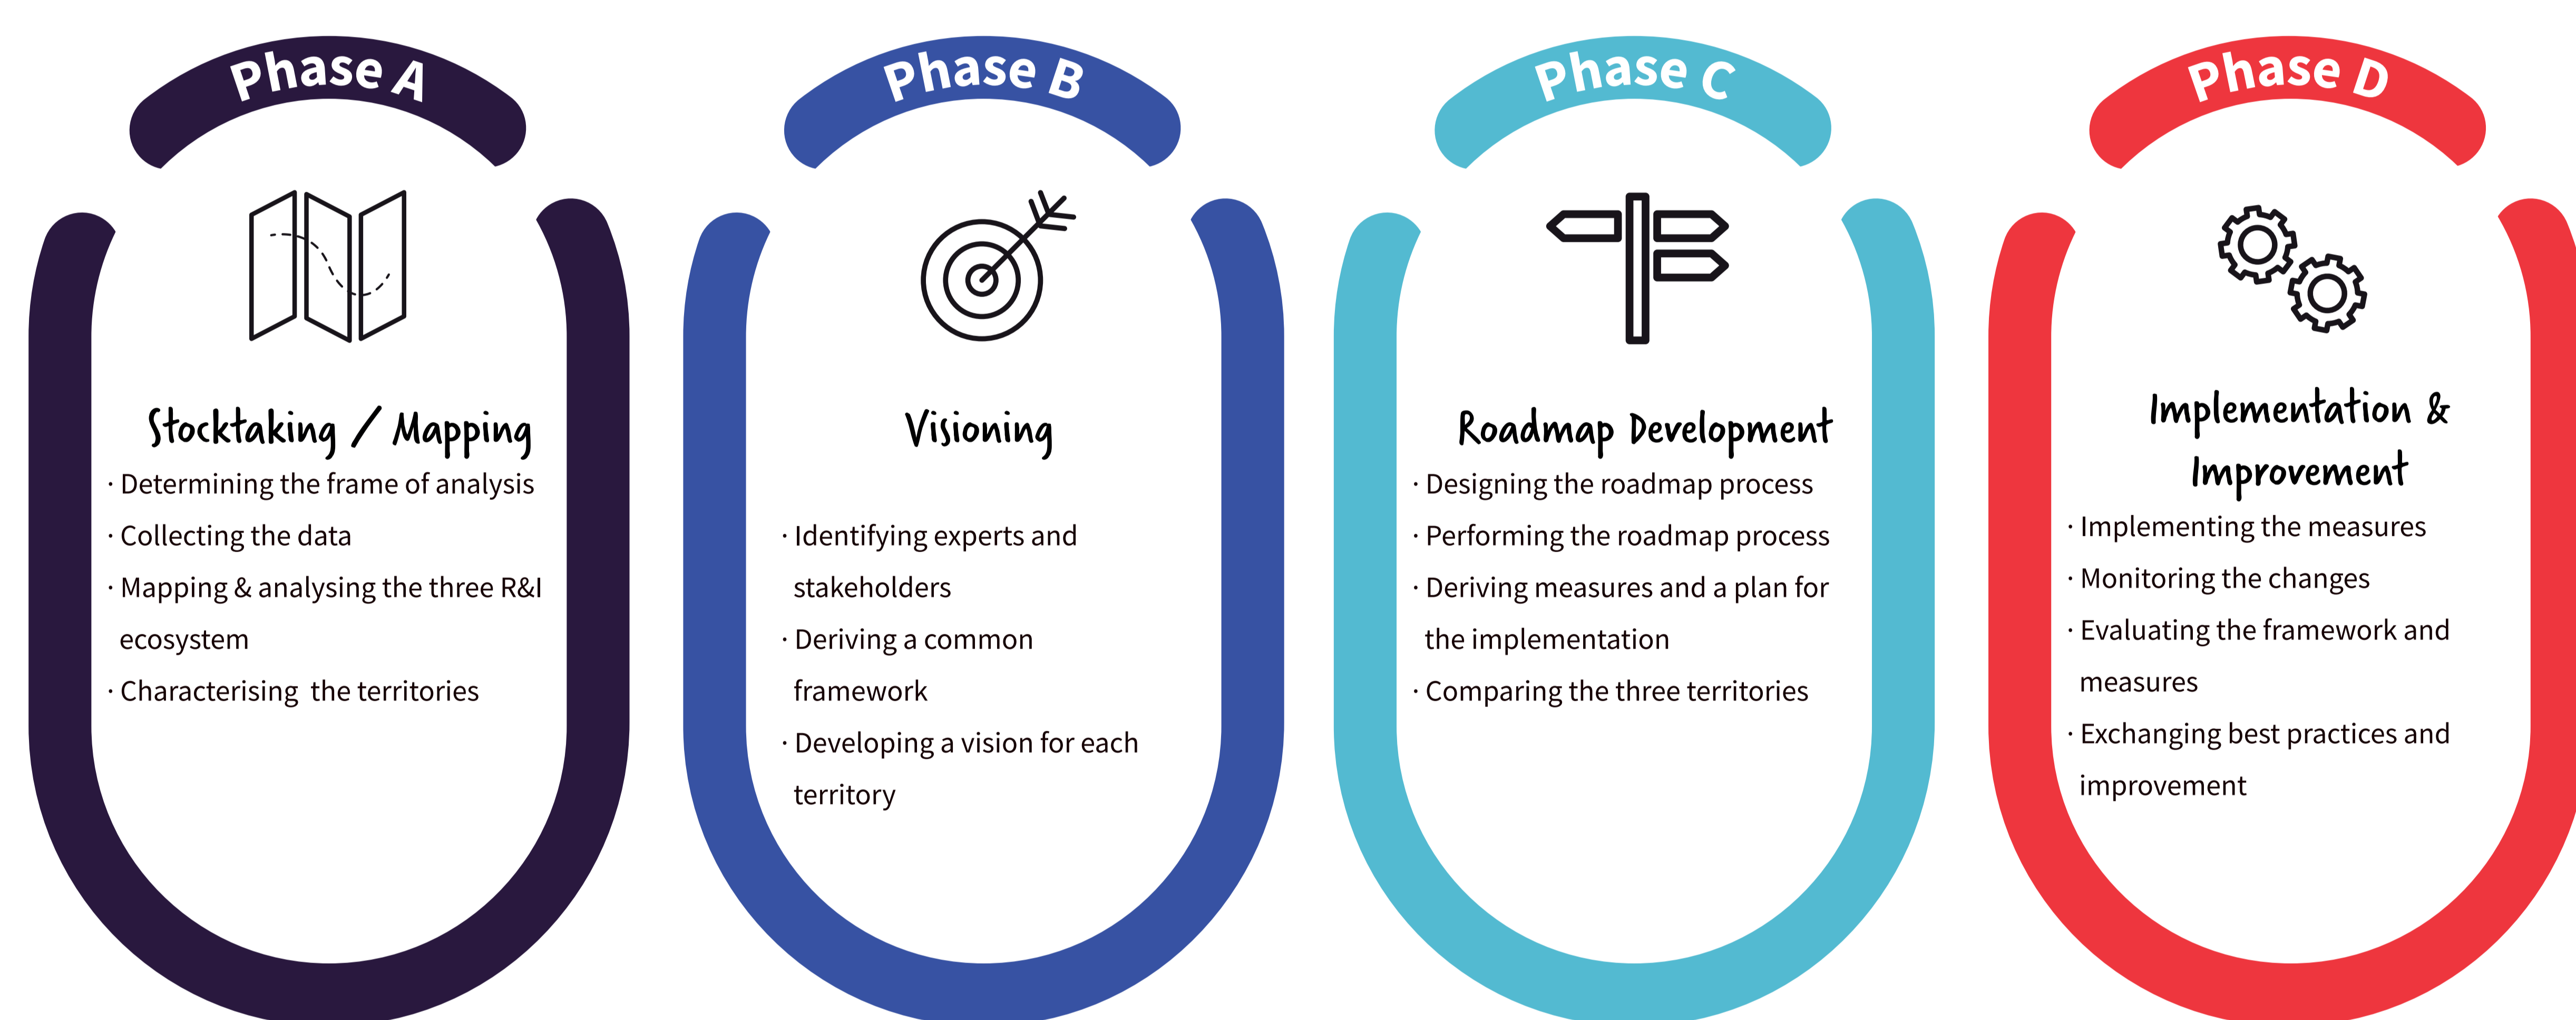 Phase A
Stocktaking / Mapping
· Determining the frame of analysis
· Collecting the data
· Mapping & analysing the three R&I
ecosystem
· Characterising  the territories
Phase B
Visioning
· Identifying experts and
stakeholders
· Deriving a common
framework
· Developing a vision for each
territory
Phase C
Roadmap Development
· Designing the roadmap process
· Performing the roadmap process
· Deriving measures and a plan for
the implementation
· Comparing the three territories
Phase D
Implementation &
Improvement
· Implementing the measures
· Monitoring the changes
· Evaluating the framework and
measures
· Exchanging best practices and
improvement